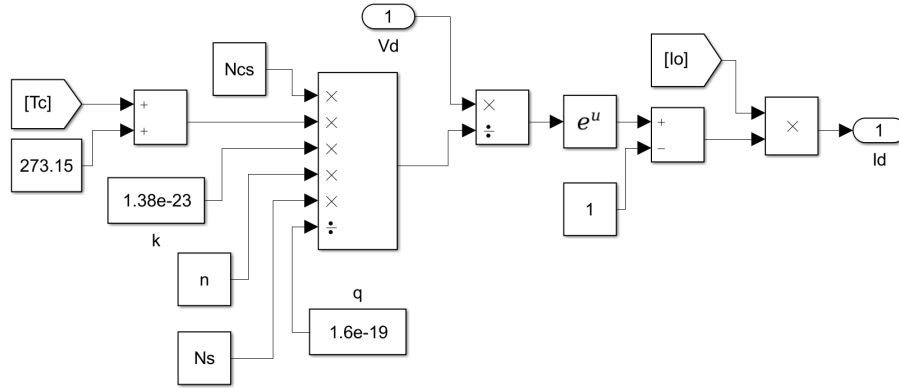 1
Vd
Ncs
[Io]
[Tc]
+
+
×
×
×
×
×
÷
×
÷
e^u
+
−
×
1
Id
273.15
1.38e-23
k
1
n
q
1.6e-19
Ns